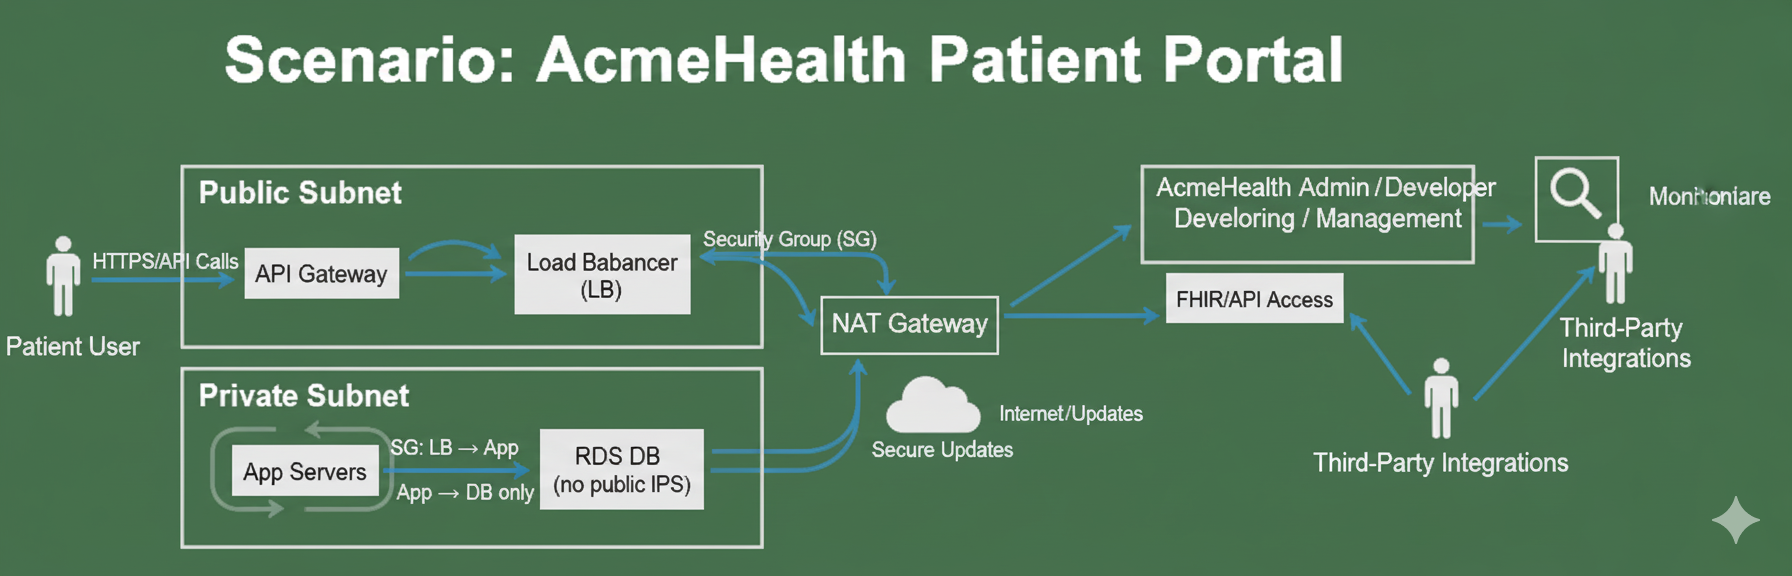 Scenario: AcmeHealth Patient Portal
Public Subnet
HTTPS/API Calls
API Gateway
Load Babancer
(LB)
Security Group (SG)
Patient User
NAT Gateway
AcmeHealth Admin / Developer
Develoring / Management
FHIR/API Access
Third-Party
Integrations
Private Subnet
App Servers
SG: LB → App
App → DB only
RDS DB
(no public IPS)
Internet/Updates
Secure Updates
Third-Party Integrations